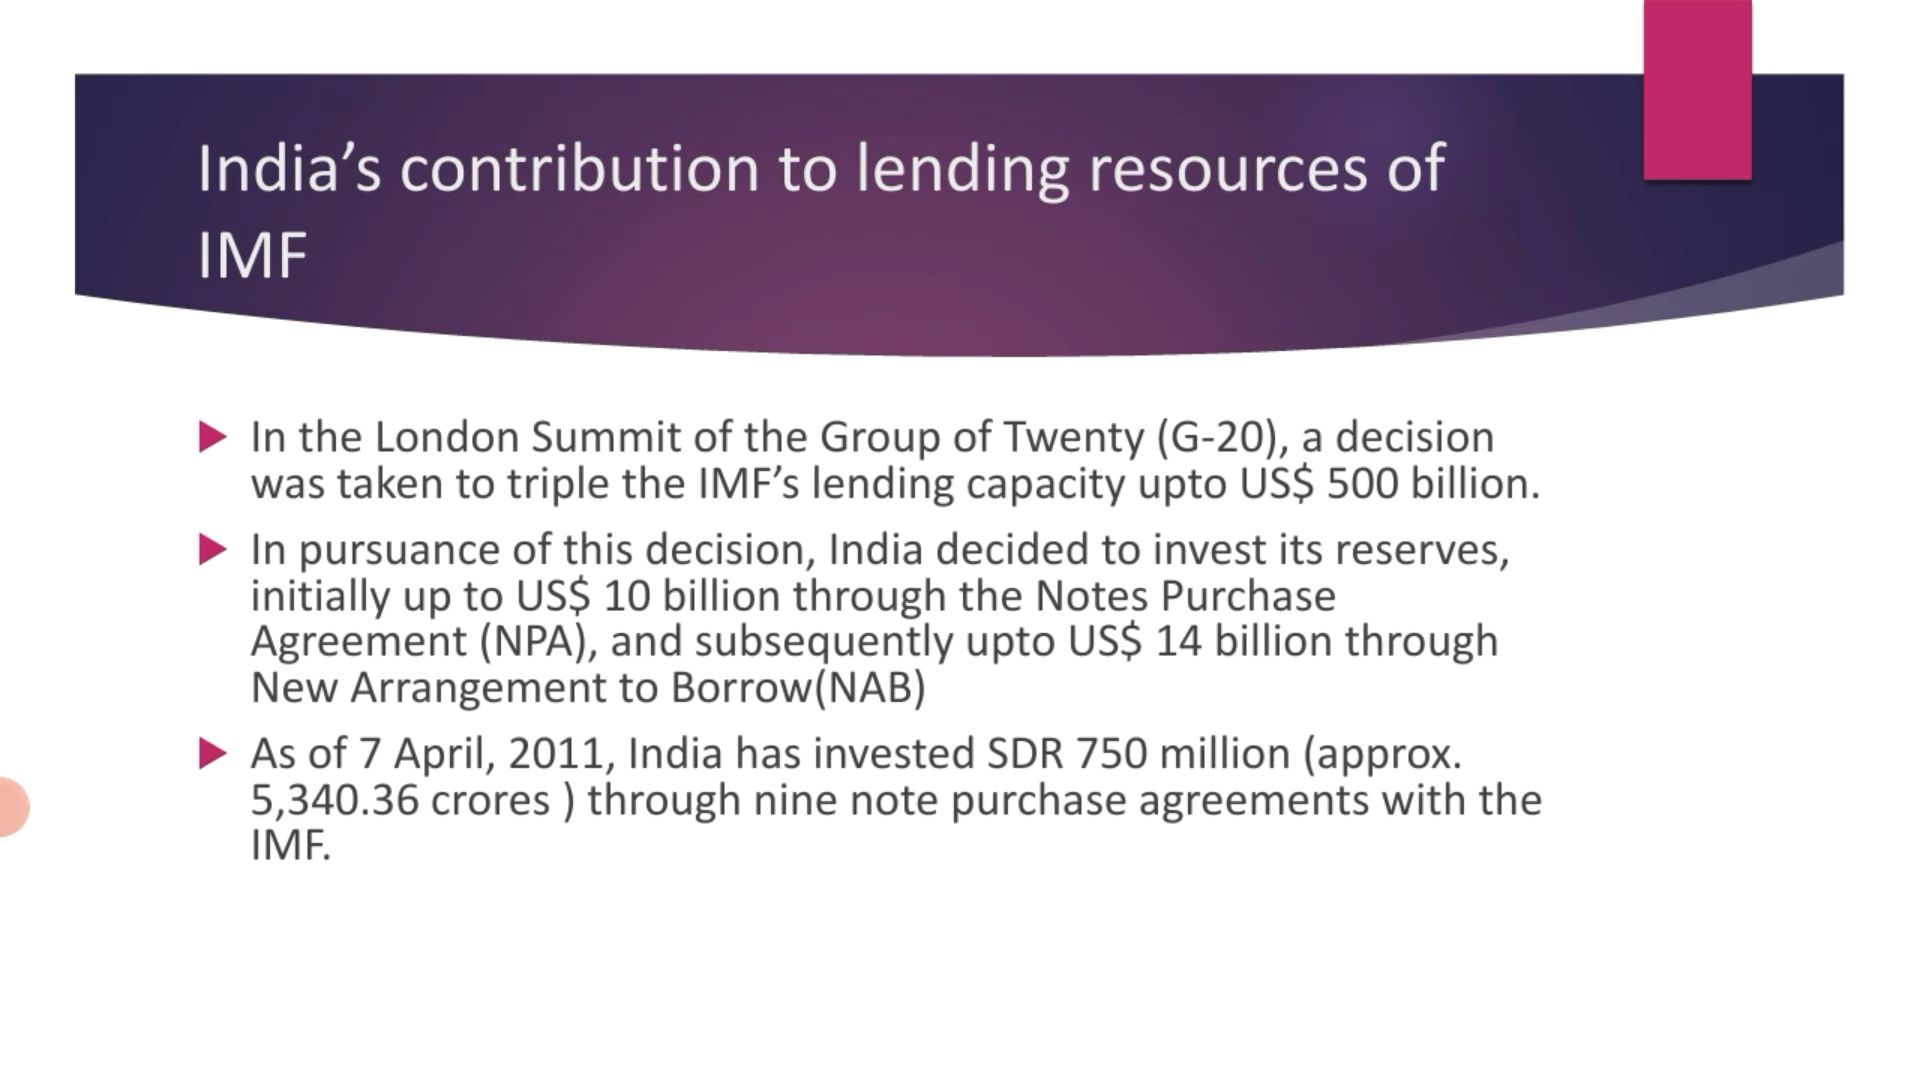 India’s contribution to lending resources of
IMF
In the London Summit of the Group of Twenty (G-20), a decision
was taken to triple the IMF’s lending capacity upto US$ 500 billion.
In pursuance of this decision, India decided to invest its reserves,
initially up to US$ 10 billion through the Notes Purchase
Agreement (NPA), and subsequently upto US$ 14 billion through
New Arrangement to Borrow(NAB)
As of 7 April, 2011, India has invested SDR 750 million (approx.
5,340.36 crores ) through nine note purchase agreements with the
IMF.